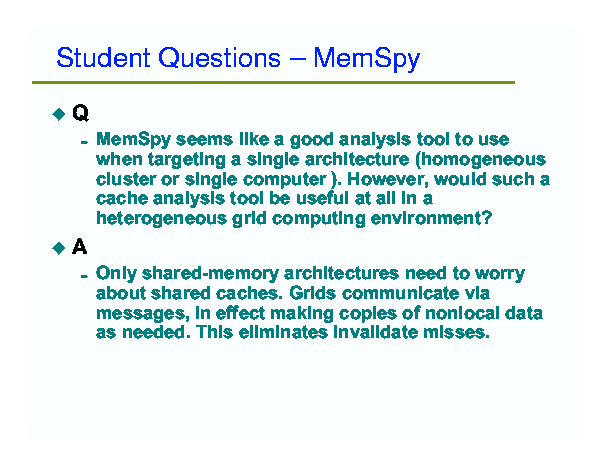 Student Questions – MemSpy
Q
– MemSpy seems like a good analysis tool to use
when targeting a single architecture (homogeneous
cluster or single computer ). However, would such a
cache analysis tool be useful at all in a
heterogeneous grid computing environment?
A
– Only shared-memory architectures need to worry
about shared caches. Grids communicate via
messages, in effect making copies of nonlocal data
as needed. This eliminates invalidate misses.